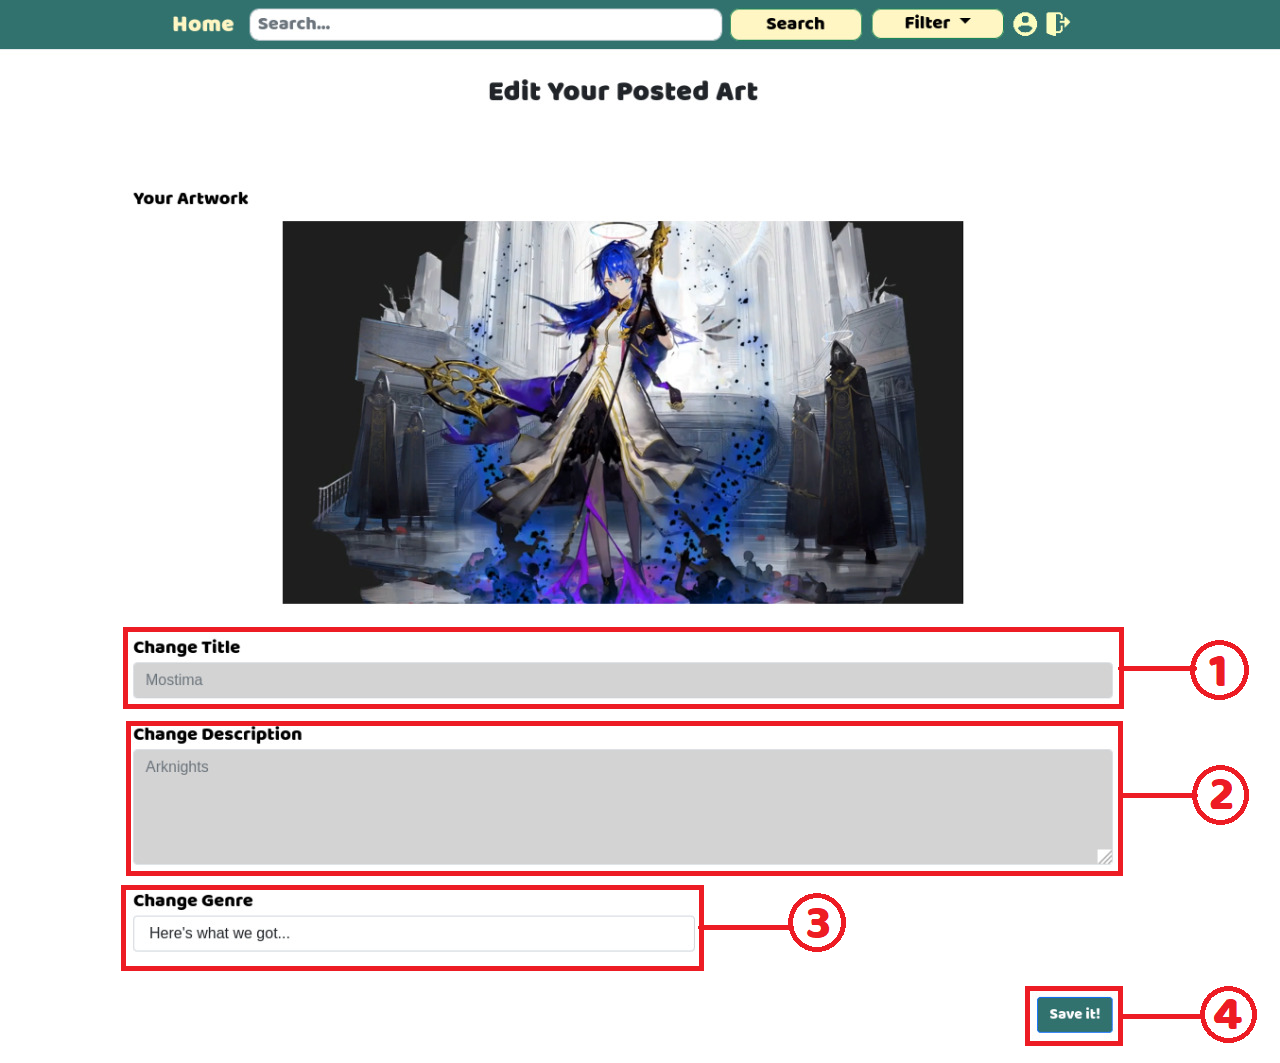 Home Search... Search Filter
Edit Your Posted Art
Your Artwork
Change Title
Mostima
1
Change Description
Arknights
2
Change Genre
Here's what we got...
3
Save it!
4